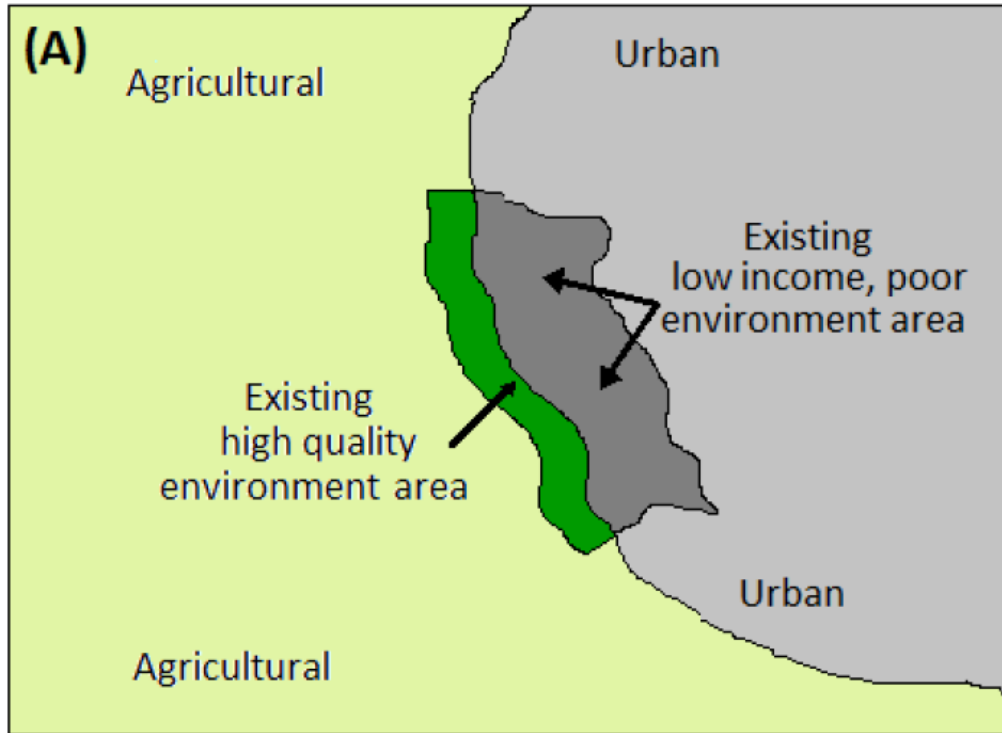 (A)
Agricultural
Urban
Existing
low income, poor
environment area
Existing
high quality
environment area
Urban
Agricultural